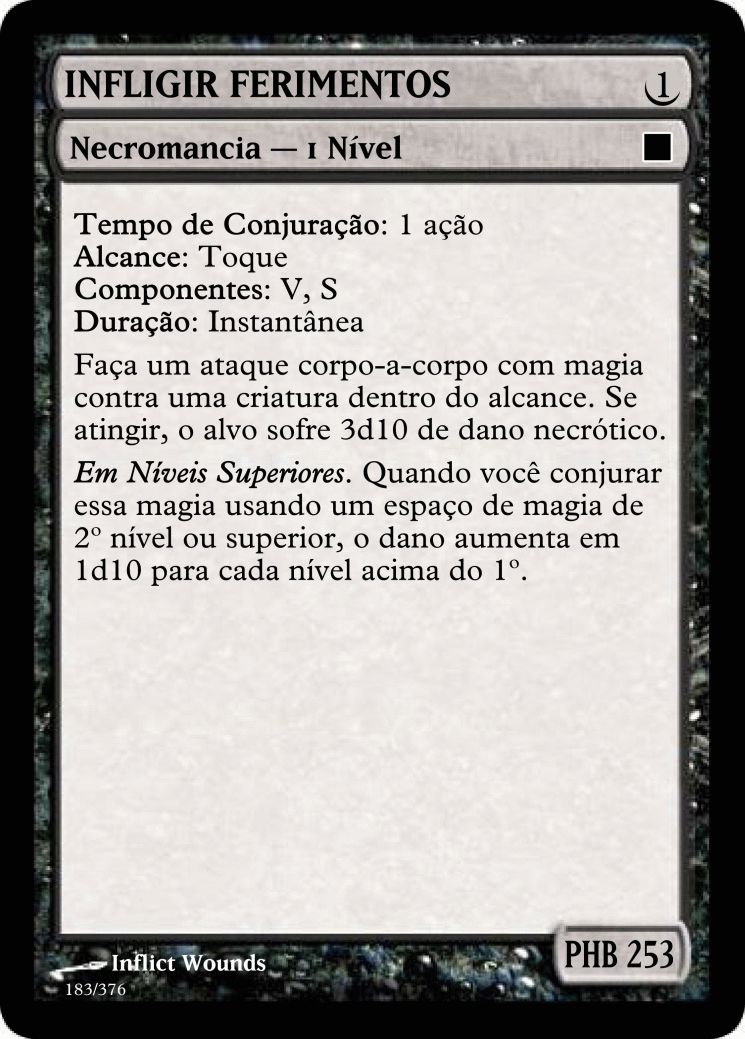 INFLIGIR FERIMENTOS 1
Necromancia — 1 Nível
Tempo de Conjuração: 1 ação
Alcance: Toque
Componentes: V, S
Duração: Instantânea
Faça um ataque corpo-a-corpo com magia
contra uma criatura dentro do alcance. Se
atingir, o alvo sofre 3d10 de dano necrótico.
Em Níveis Superiores. Quando você conjurar
essa magia usando um espaço de magia de
2º nível ou superior, o dano aumenta em
1d10 para cada nível acima do 1º.
PHB 253
Inflict Wounds
183/376